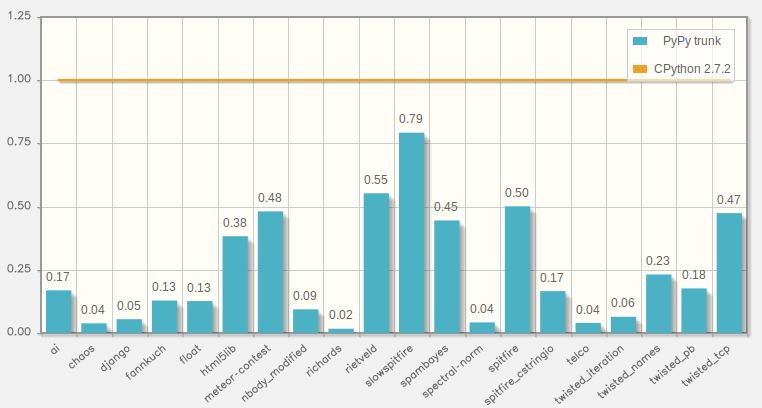 1.25
1.00
0.75
0.50
0.25
0.00
PyPy trunk
CPython 2.7.2
0.17
0.04
0.05
0.13
0.13
0.38
0.48
0.09
0.02
0.55
0.79
0.45
0.04
0.50
0.17
0.04
0.06
0.23
0.18
0.47
ai
chaos
django
fannkuch
float
html5lib
meteor-contest
nbody_modified
richards
rietveld
slowspitfire
spambayes
spectral-norm
spitfire
spitfire_cstringio
telco
twisted_iteration
twisted_names
twisted_pb
twisted_tcp